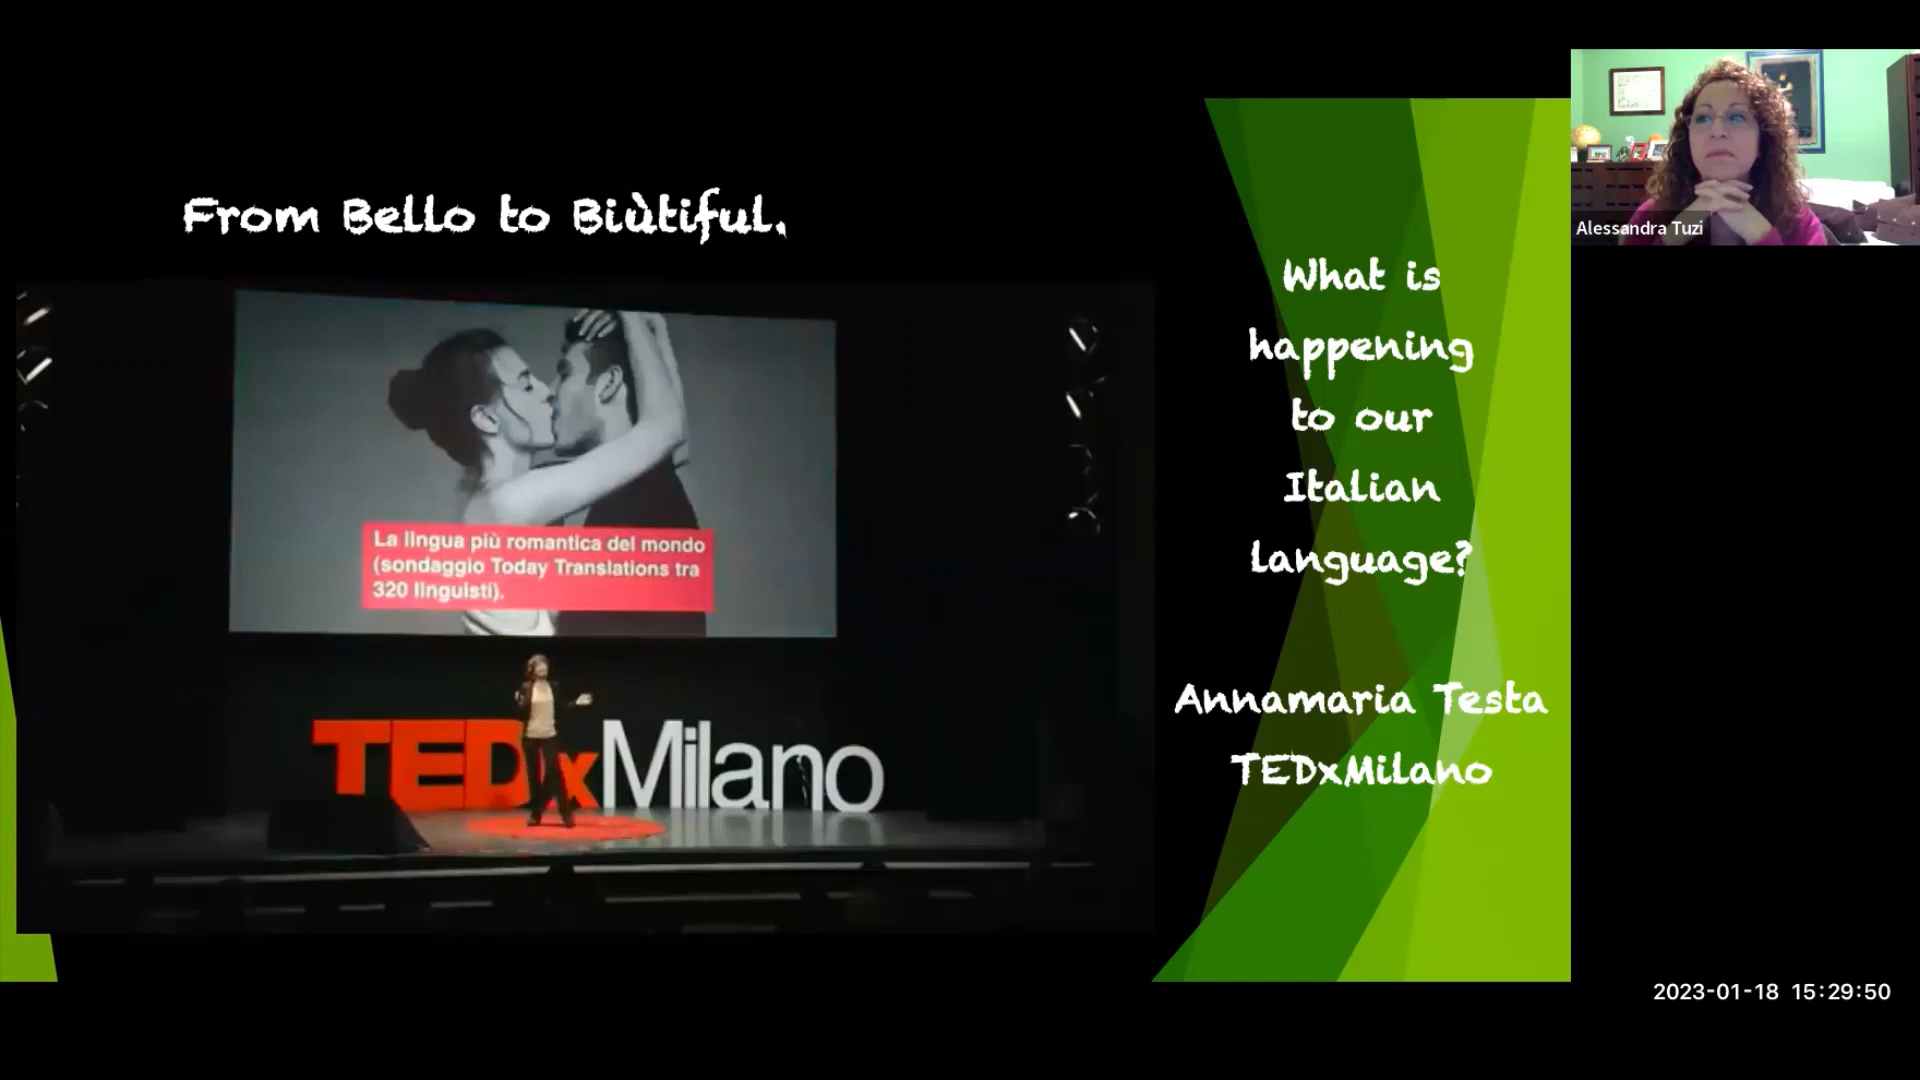 From Bello to Biùtiful.
La lingua più romantica del mondo
(sondaggio Today Translations tra
320 linguisti).
TEDxMilano
What is
happening
to our
Italian
language?
Annamaria Testa
TEDxMilano
Alessandra Tuzi
2023-01-18 15:29:50